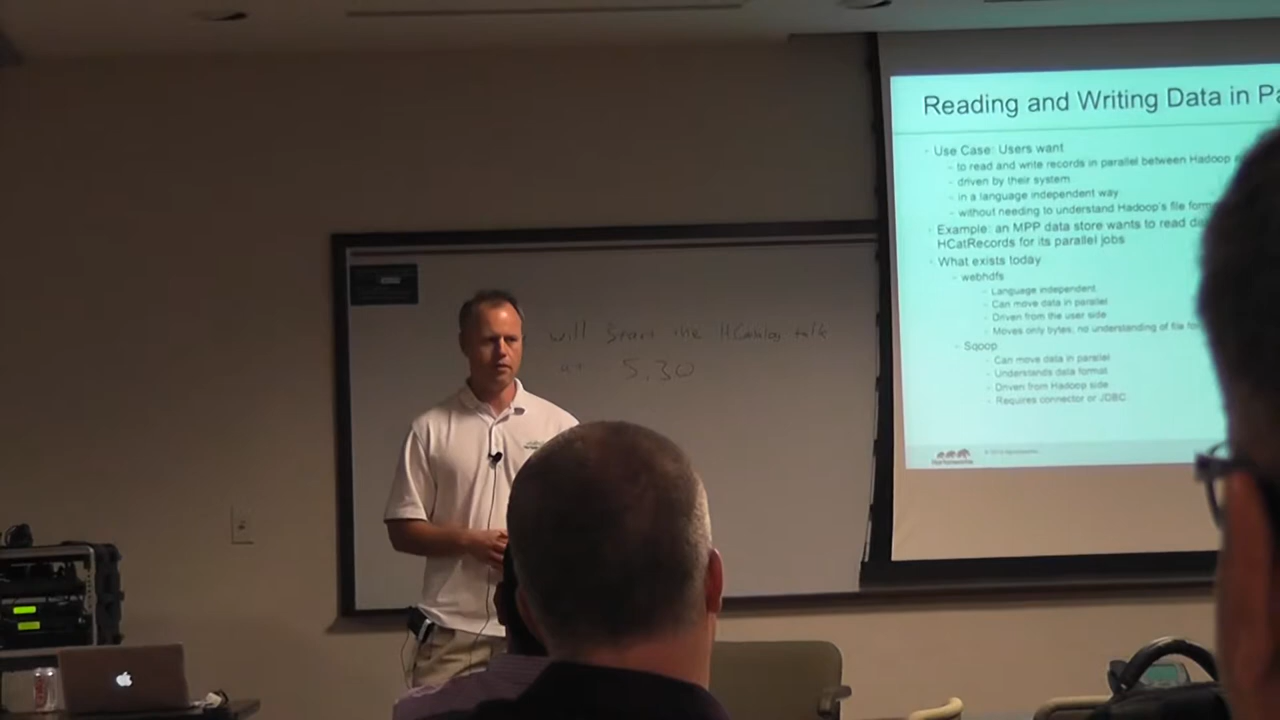 will Start the HCatalog talk
at 5.30
Reading and Writing Data in Pa
- Use Case: Users want
- to read and write records in parallel between Hadoop
- driven by their system
- in a language independent way
- without needing to understand Hadoop's file form
- Example: an MPP data store wants to read da
HCatRecords for its parallel jobs
- What exists today
- webhdfs
- Language independent
- Can move data in parallel
- Driven from the user side
- Moves only bytes, no understanding of file for
- Sqoop
- Can move data in parallel
- Understands data format
- Driven from Hadoop side
- Requires connector or JDBC
Hortonworks